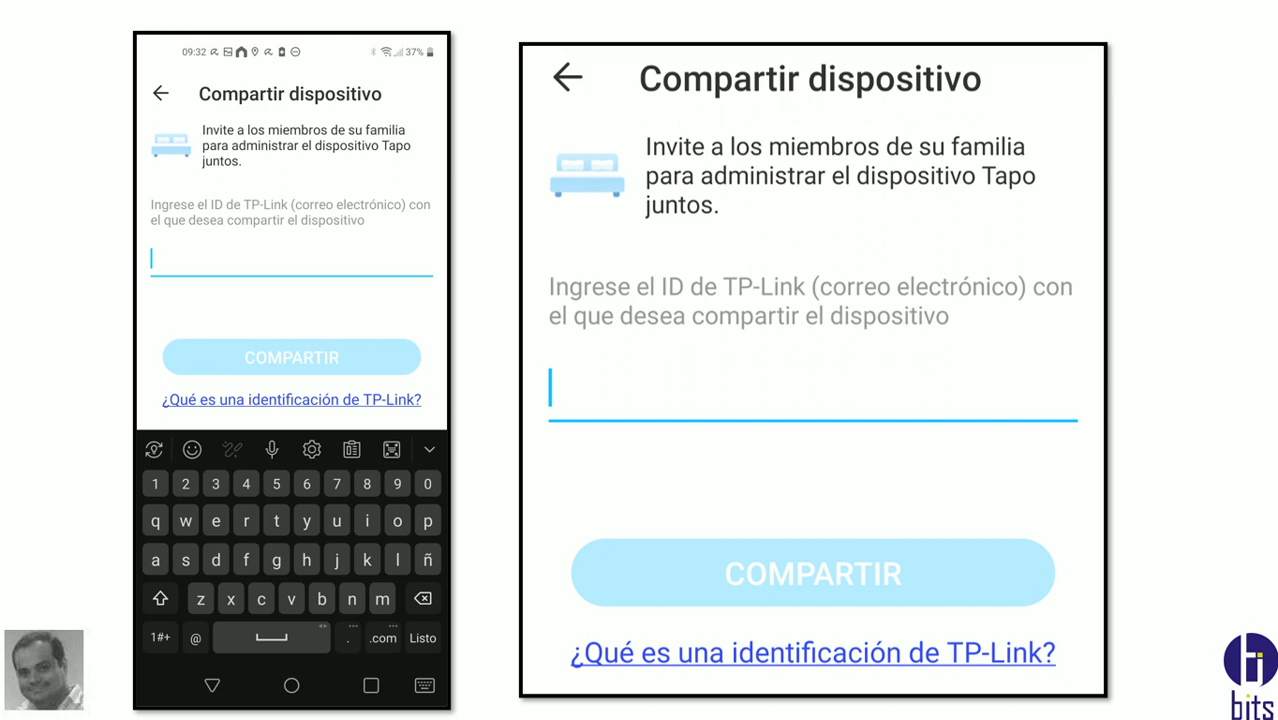 09:32
37%
Compartir dispositivo
Invite a los miembros de su familia
para administrar el dispositivo Tapo
juntos.
Ingrese el ID de TP-Link (correo electrónico) con
el que desea compartir el dispositivo
COMPARTIR
¿Qué es una identificación de TP-Link?
1 2 3 4 5 6 7 8 9 0
q w e r t y u i o p
a s d f g h j k l ñ
z x c v b n m
1#+ @ . .com Listo
Compartir dispositivo
Invite a los miembros de su familia
para administrar el dispositivo Tapo
juntos.
Ingrese el ID de TP-Link (correo electrónico) con
el que desea compartir el dispositivo
COMPARTIR
¿Qué es una identificación de TP-Link?
bits